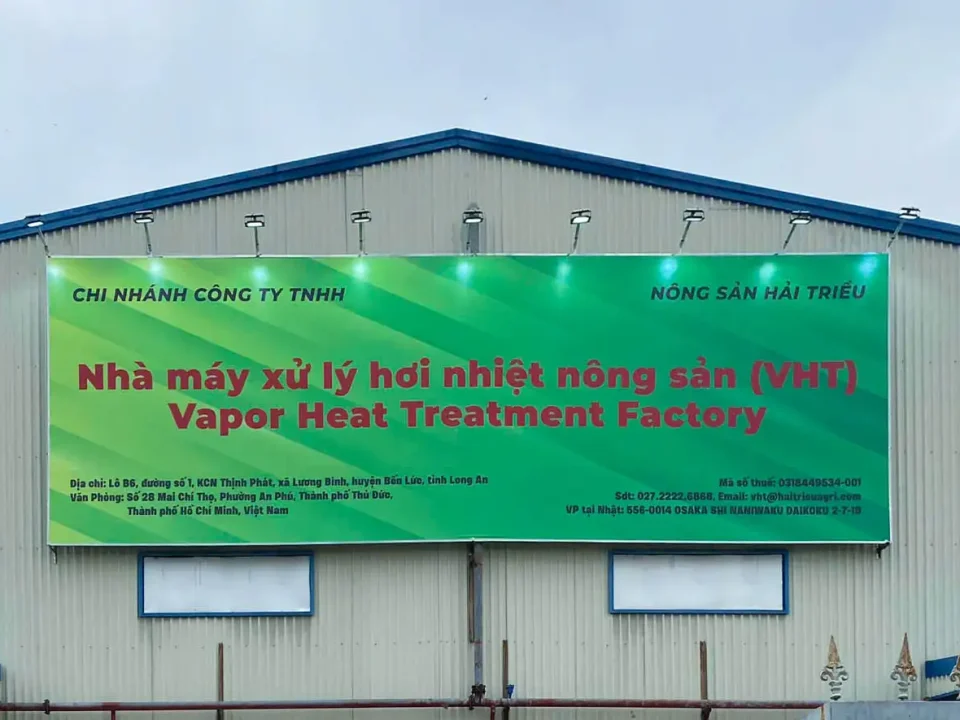 CHI NHÁNH CÔNG TY TNHH
NÔNG SẢN HẢI TRIỀU
Nhà máy xử lý hơi nhiệt nông sản (VHT)
Vapor Heat Treatment Factory
Địa chỉ: Lô B6, đường số 1, KCN Thịnh Phát, xã Lương Bình, huyện Bến Lức, tỉnh Long An
Văn Phòng: Số 28 Mai Chí Thọ, Phường An Phú, Thành phố Thủ Đức,
Thành phố Hồ Chí Minh, Việt Nam
Mã số thuế: 0318449634-001
Sđt: 027.2222.6868, Email: vht@haitrieuagri.com
VP tại Nhật: 556-0014 OSAKA SHI NANIWAKU DAIKOKU 2-7-19